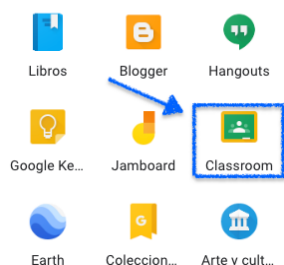 Libros Blogger Hangouts
Google Ke... Jamboard Classroom
Earth Coleccion... Arte y cult...